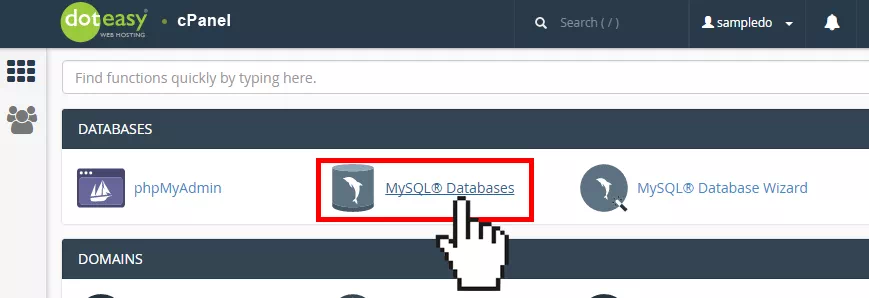 doteasy®
WEB HOSTING
• cPanel
Search ( / )
sampledo
Find functions quickly by typing here.
DATABASES
phpMyAdmin
MySQL® Databases
MySQL® Database Wizard
DOMAINS